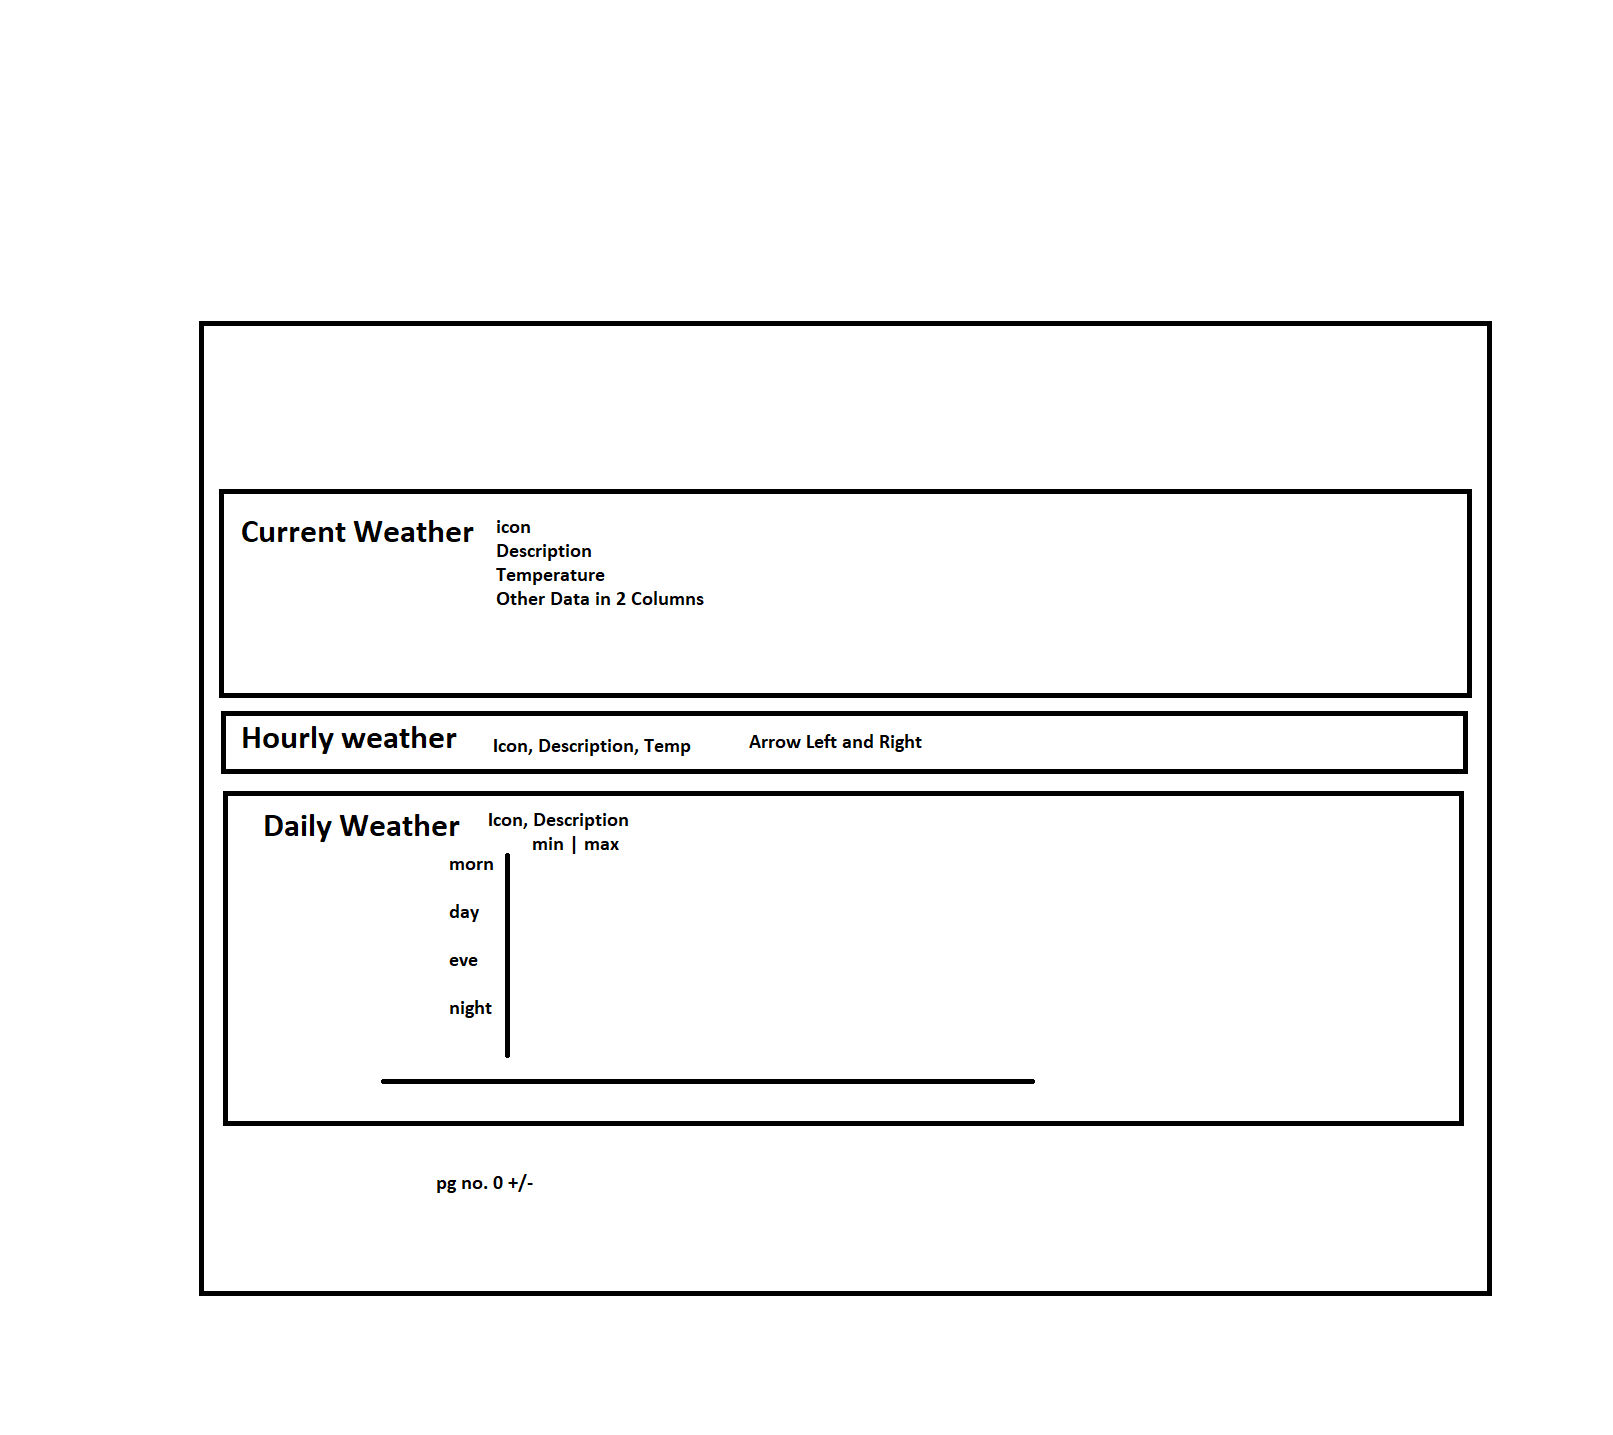 Current Weather
icon
Description
Temperature
Other Data in 2 Columns
Hourly weather
Icon, Description, Temp
Arrow Left and Right
Daily Weather
Icon, Description
min | max
morn
day
eve
night
pg no. 0 +/-